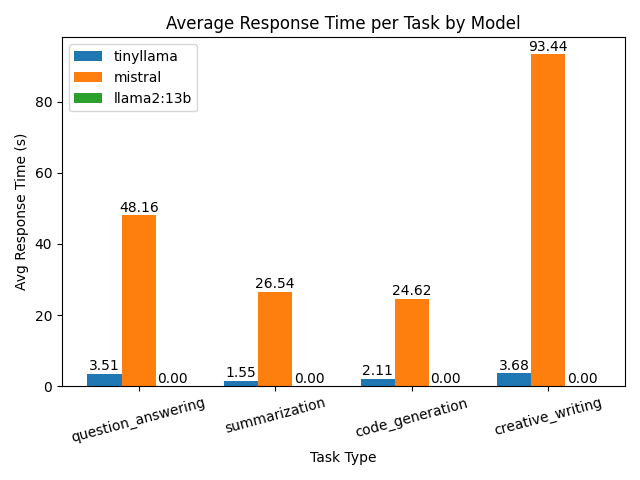 Average Response Time per Task by Model
tinyllama
mistral
llama2:13b
Avg Response Time (s)
80
60
40
20
0
3.51
48.16
0.00
1.55
26.54
0.00
2.11
24.62
0.00
3.68
93.44
0.00
question_answering
summarization
code_generation
creative_writing
Task Type